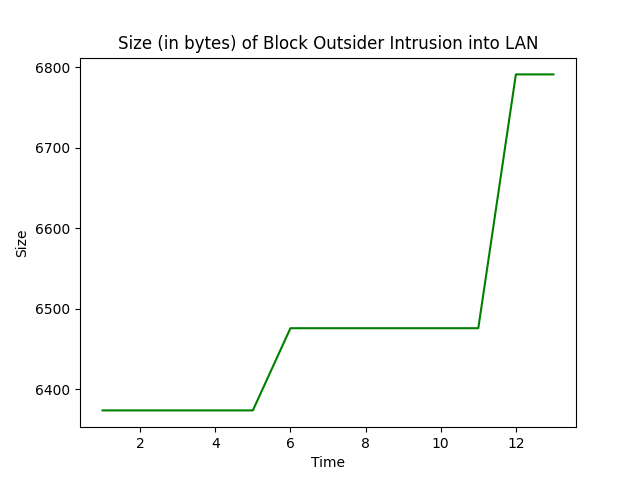 Size (in bytes) of Block Outsider Intrusion into LAN
6800
6700
6600
6500
6400
Size
2 4 6 8 10 12
Time